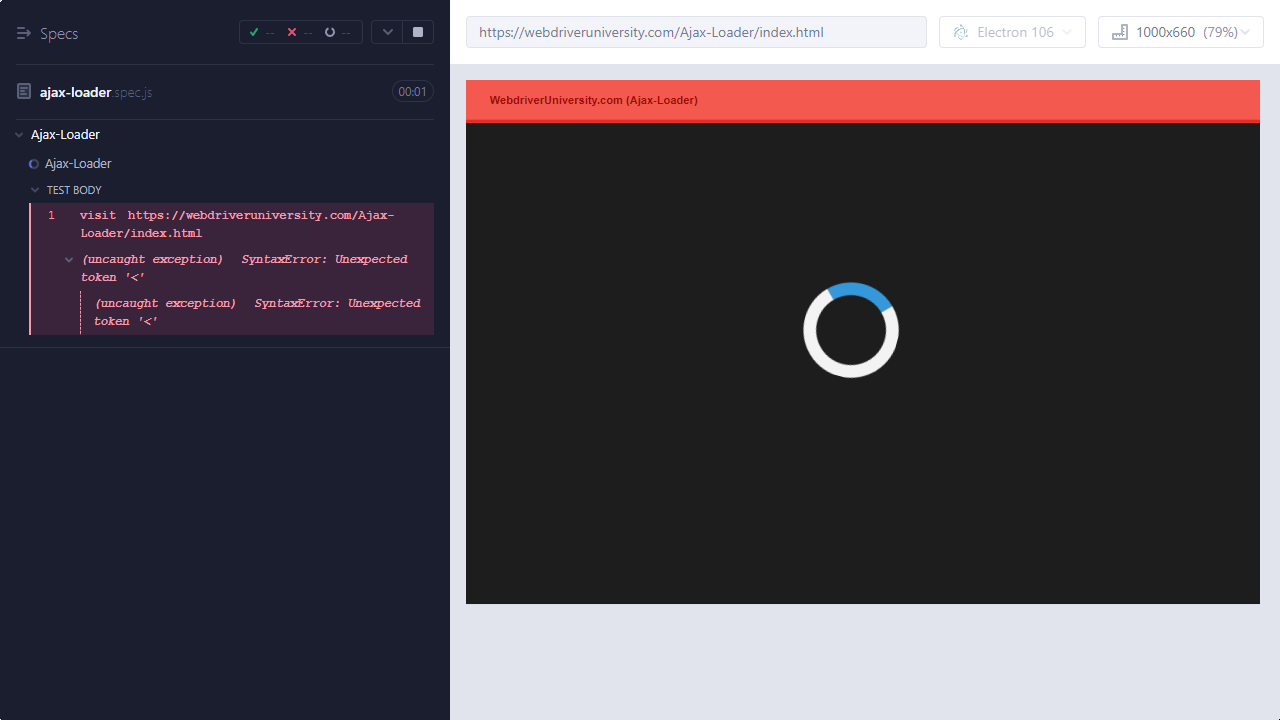 Specs
--
--
--
https://webdriveruniversity.com/Ajax-Loader/index.html
Electron 106
1000x660 (79%)
ajax-loader.spec.js
00:01
WebdriverUniversity.com (Ajax-Loader)
Ajax-Loader
Ajax-Loader
TEST BODY
1 visit https://webdriveruniversity.com/Ajax-
Loader/index.html
(uncaught exception) SyntaxError: Unexpected
token '<'
(uncaught exception) SyntaxError: Unexpected
token '<'